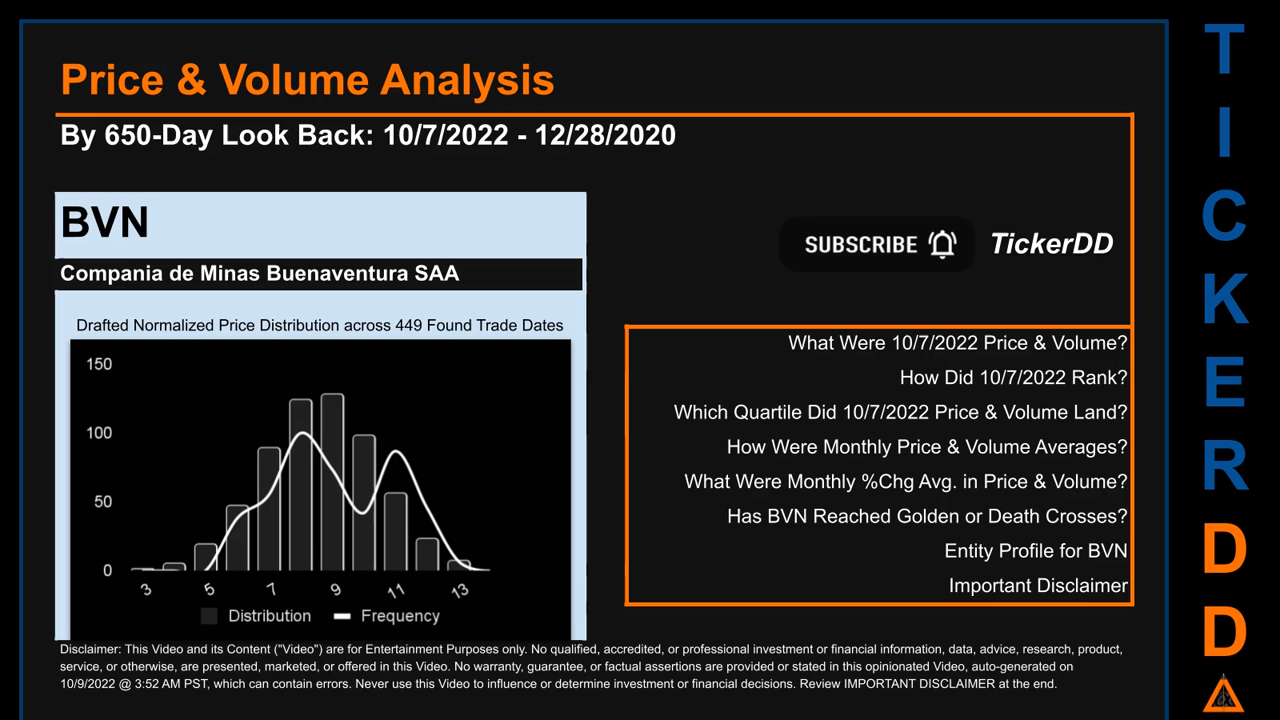 Price & Volume Analysis
By 650-Day Look Back: 10/7/2022 - 12/28/2020
BVN
Compania de Minas Buenaventura SAA
Drafted Normalized Price Distribution across 449 Found Trade Dates
150
100
50
0
3 5 7 9 11 13
Distribution Frequency
SUBSCRIBE TickerDD
What Were 10/7/2022 Price & Volume?
How Did 10/7/2022 Rank?
Which Quartile Did 10/7/2022 Price & Volume Land?
How Were Monthly Price & Volume Averages?
What Were Monthly %Chg Avg. in Price & Volume?
Has BVN Reached Golden or Death Crosses?
Entity Profile for BVN
Important Disclaimer
Disclaimer: This Video and its Content ("Video") are for Entertainment Purposes only. No qualified, accredited, or professional investment or financial information, data, advice, research, product,
service, or otherwise, are presented, marketed, or offered in this Video. No warranty, guarantee, or factual assertions are provided or stated in this opinionated Video, auto-generated on
10/9/2022 @ 3:52 AM PST, which can contain errors. Never use this Video to influence or determine investment or financial decisions. Review IMPORTANT DISCLAIMER at the end.
T
I
C
K
E
R
D
D